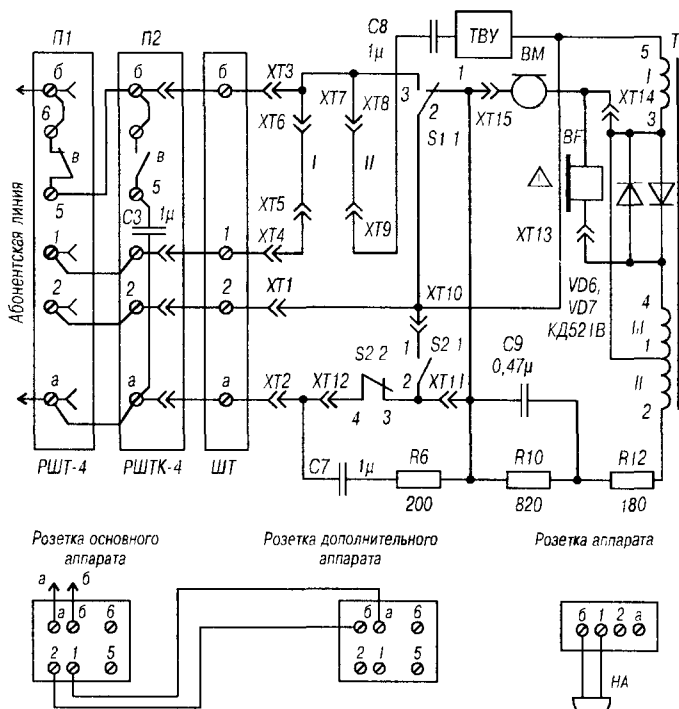 П1
П2
C8
1μ
ТВУ
T
б
б
б
XT3
XT7
XT8
3
1
2
S1.1
XT15
BM
5
I
XT14
3
6
в
5
в
5
C3
1μ
XT6
I
II
XT5
XT9
BF
XT13
Абонентская линия
1
1
1
XT4
2
2
2
XT1
XT10
VD6,
VD7
КД521В
4
III
1
II
2
1
S2.1
2
S2.2
C9
0,47μ
а
а
а
XT2
XT12
4
3
XT11
C7
1μ
R6
200
R10
820
R12
180
РШТ-4
РШТК-4
ШТ
Розетка основного
аппарата
Розетка дополнительного
аппарата
Розетка аппарата
а
б
а
б
6
2
1
5
б
а
6
2
1
5
б
1
2
а
НА